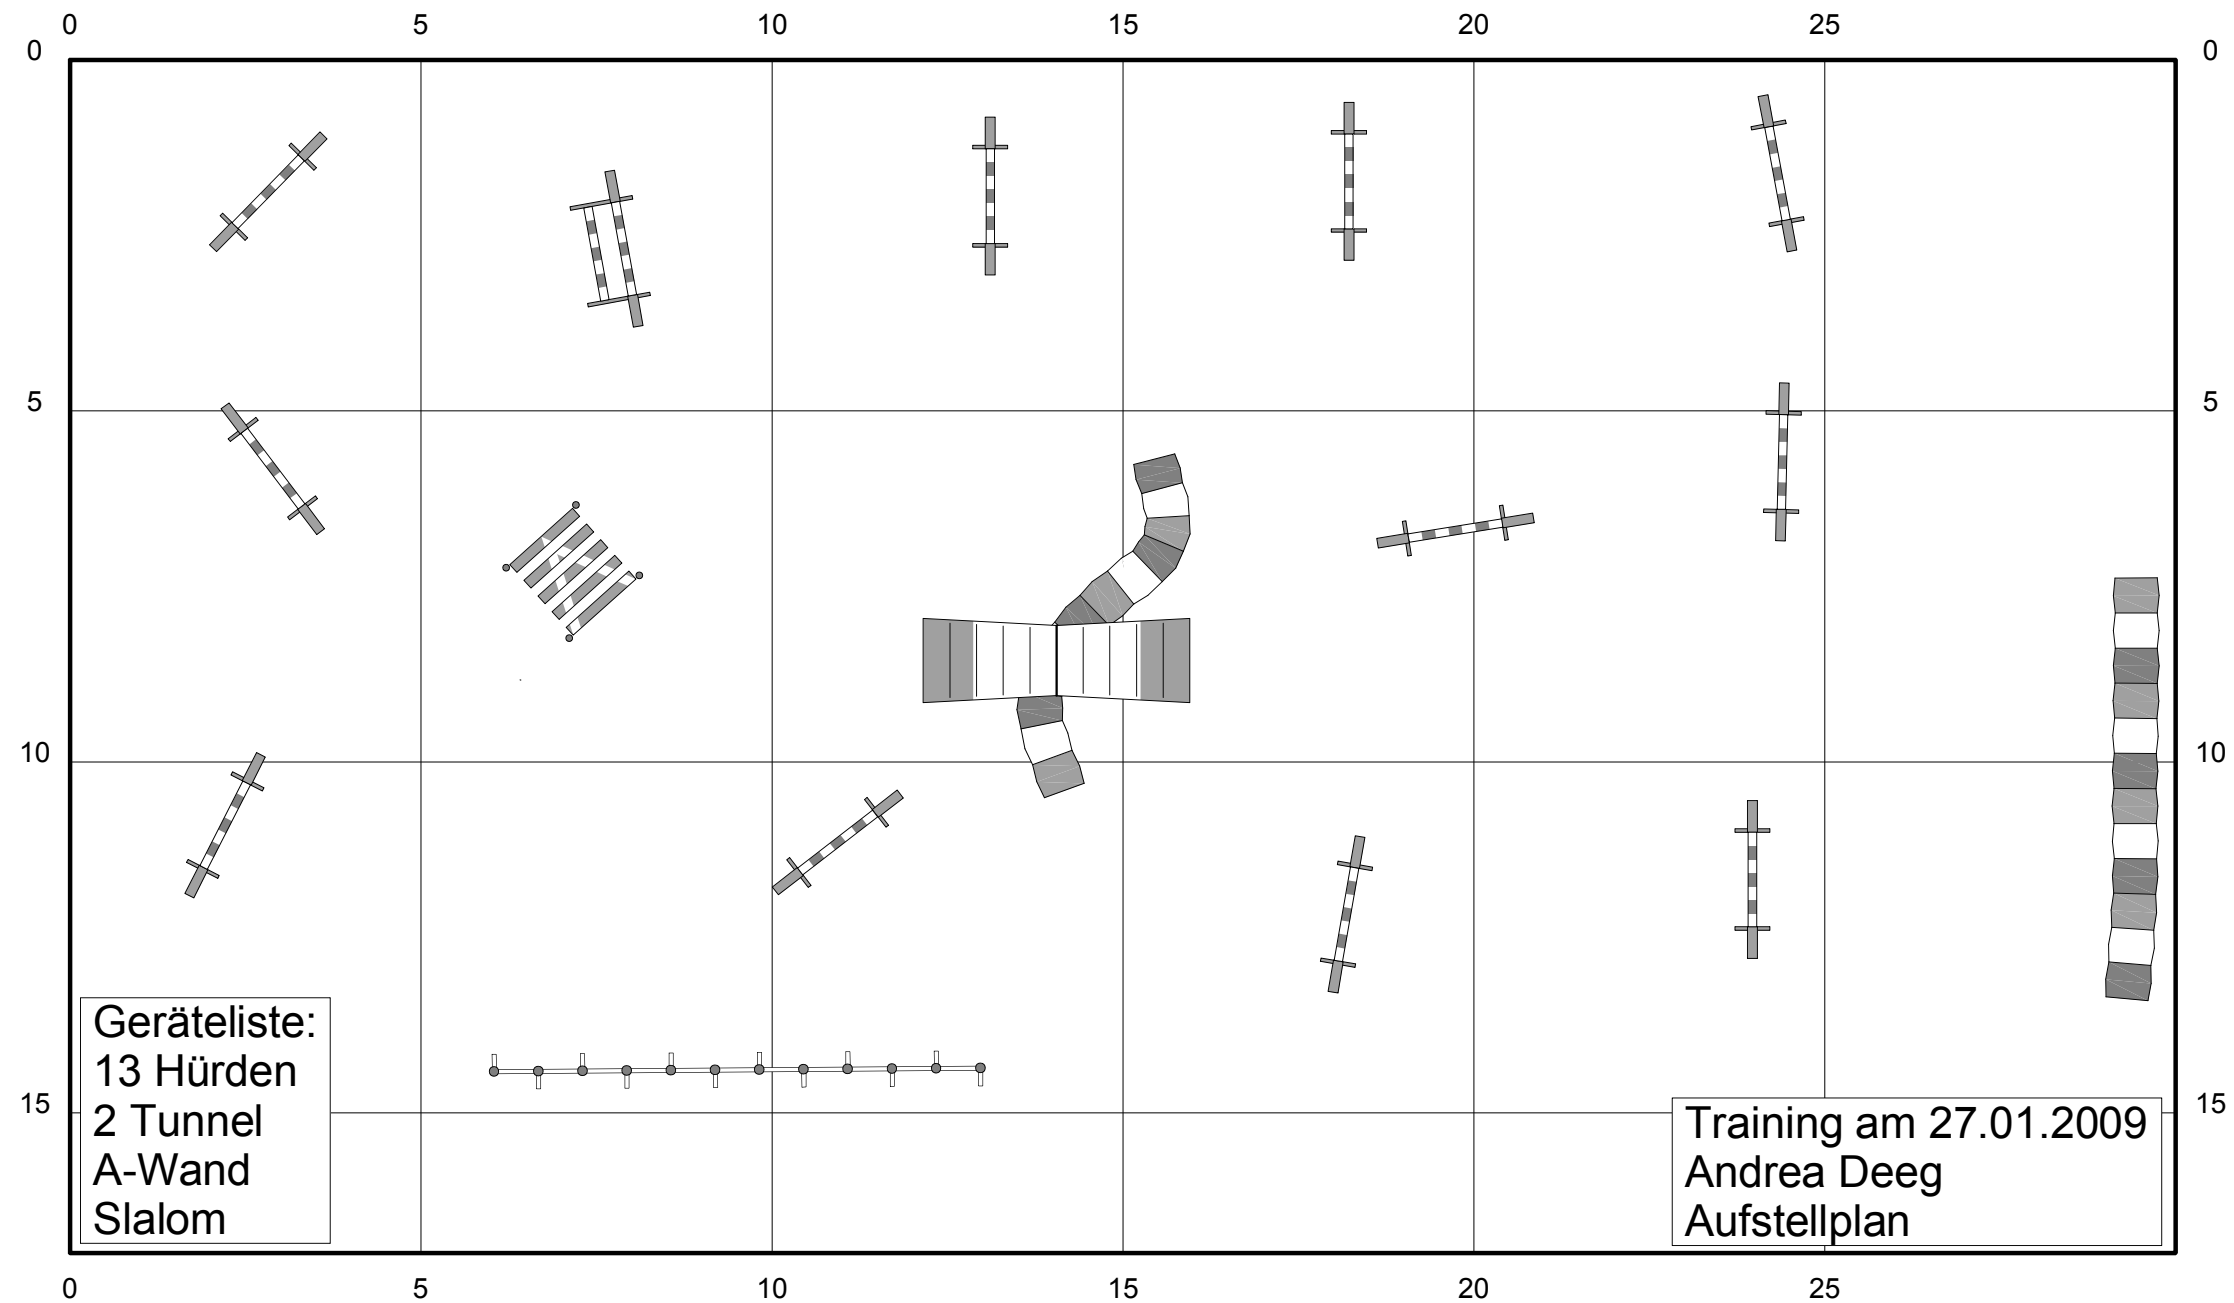 0 5 10 15 20 25
0 0
5 5
10 10
Geräteliste:
13 Hürden
2 Tunnel
A-Wand
Slalom
15 15
Training am 27.01.2009
Andrea Deeg
Aufstellplan
0 5 10 15 20 25